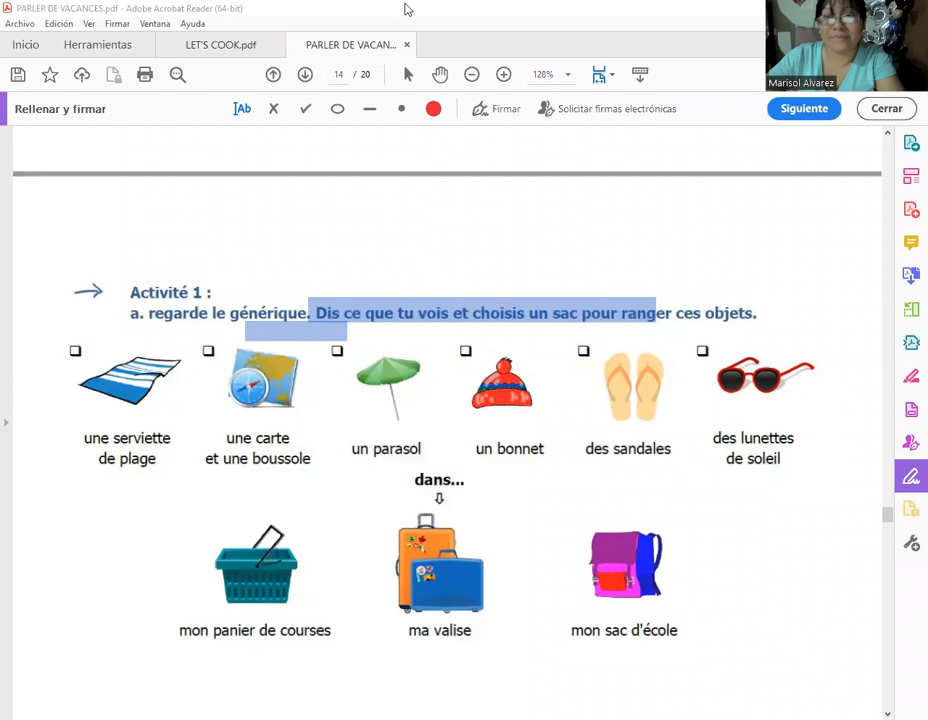 PARLER DE VACANCES.pdf - Adobe Acrobat Reader (64-bit)
Archivo Edición Ver Firmar Ventana Ayuda
Inicio Herramientas LET'S COOK.pdf PARLER DE VACAN... ×
14 / 20 128%
Marisol Alvarez
Rellenar y firmar Ab Firmar Solicitar firmas electrónicas Siguiente Cerrar
Activité 1 :
a. regarde le générique. Dis ce que tu vois et choisis un sac pour ranger ces objets.
une serviette
de plage
une carte
et une boussole
un parasol
un bonnet
des sandales
des lunettes
de soleil
dans...
mon panier de courses
ma valise
mon sac d'école